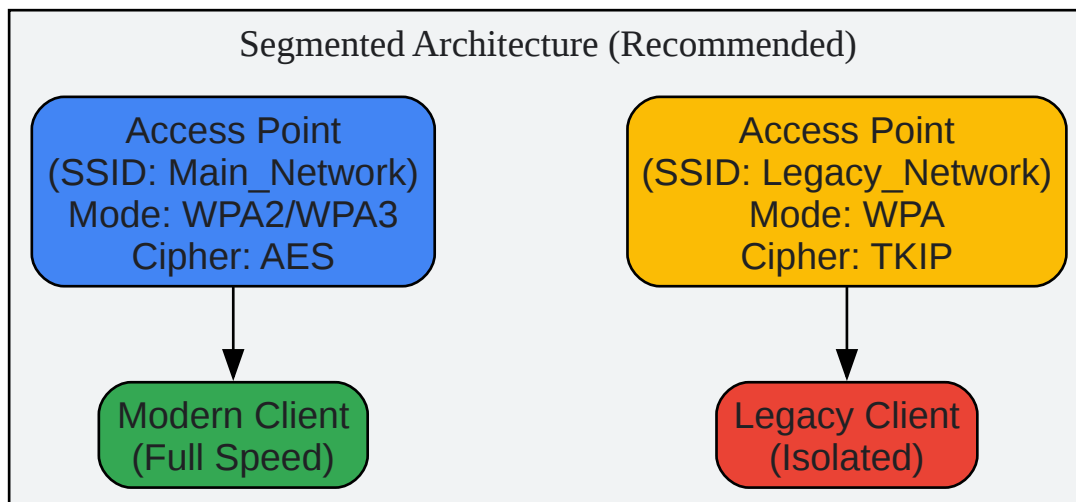 Segmented Architecture (Recommended)
Access Point
(SSID: Main_Network)
Mode: WPA2/WPA3
Cipher: AES
Access Point
(SSID: Legacy_Network)
Mode: WPA
Cipher: TKIP
Modern Client
(Full Speed)
Legacy Client
(Isolated)